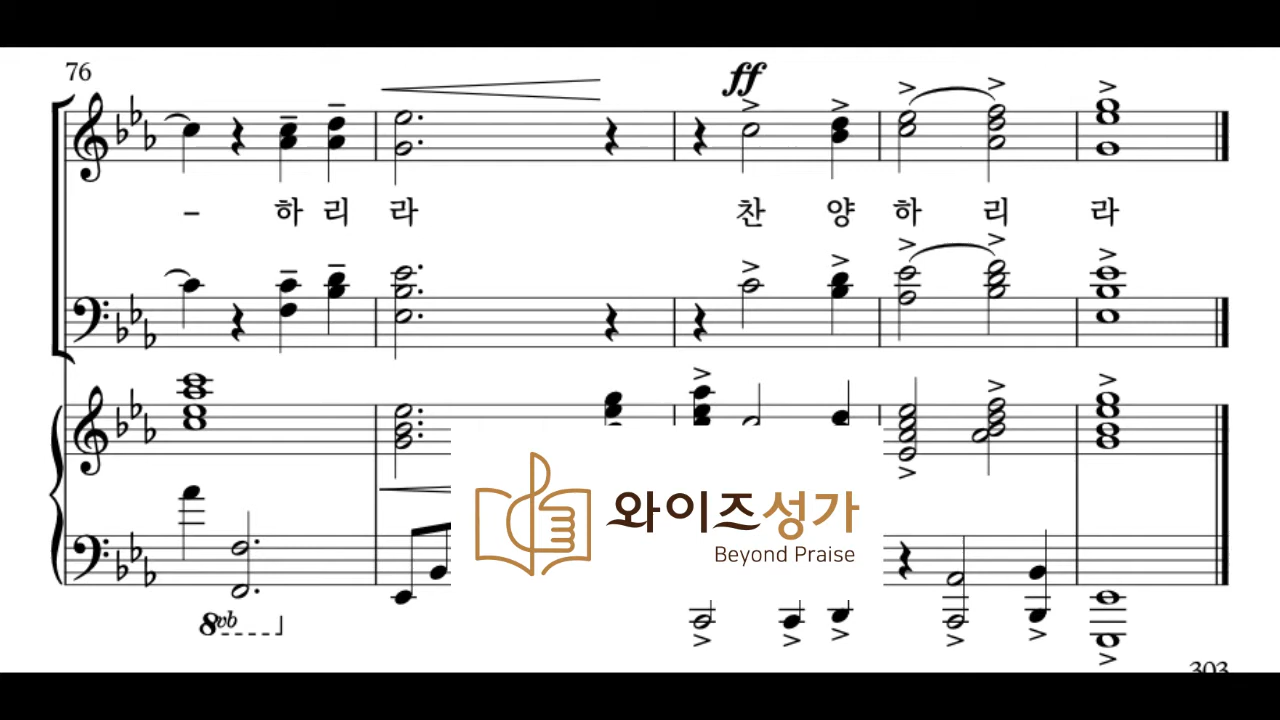 76
ff
- 하 리 라 찬 양 하 리 라
와이즈성가
Beyond Praise
8vb
303